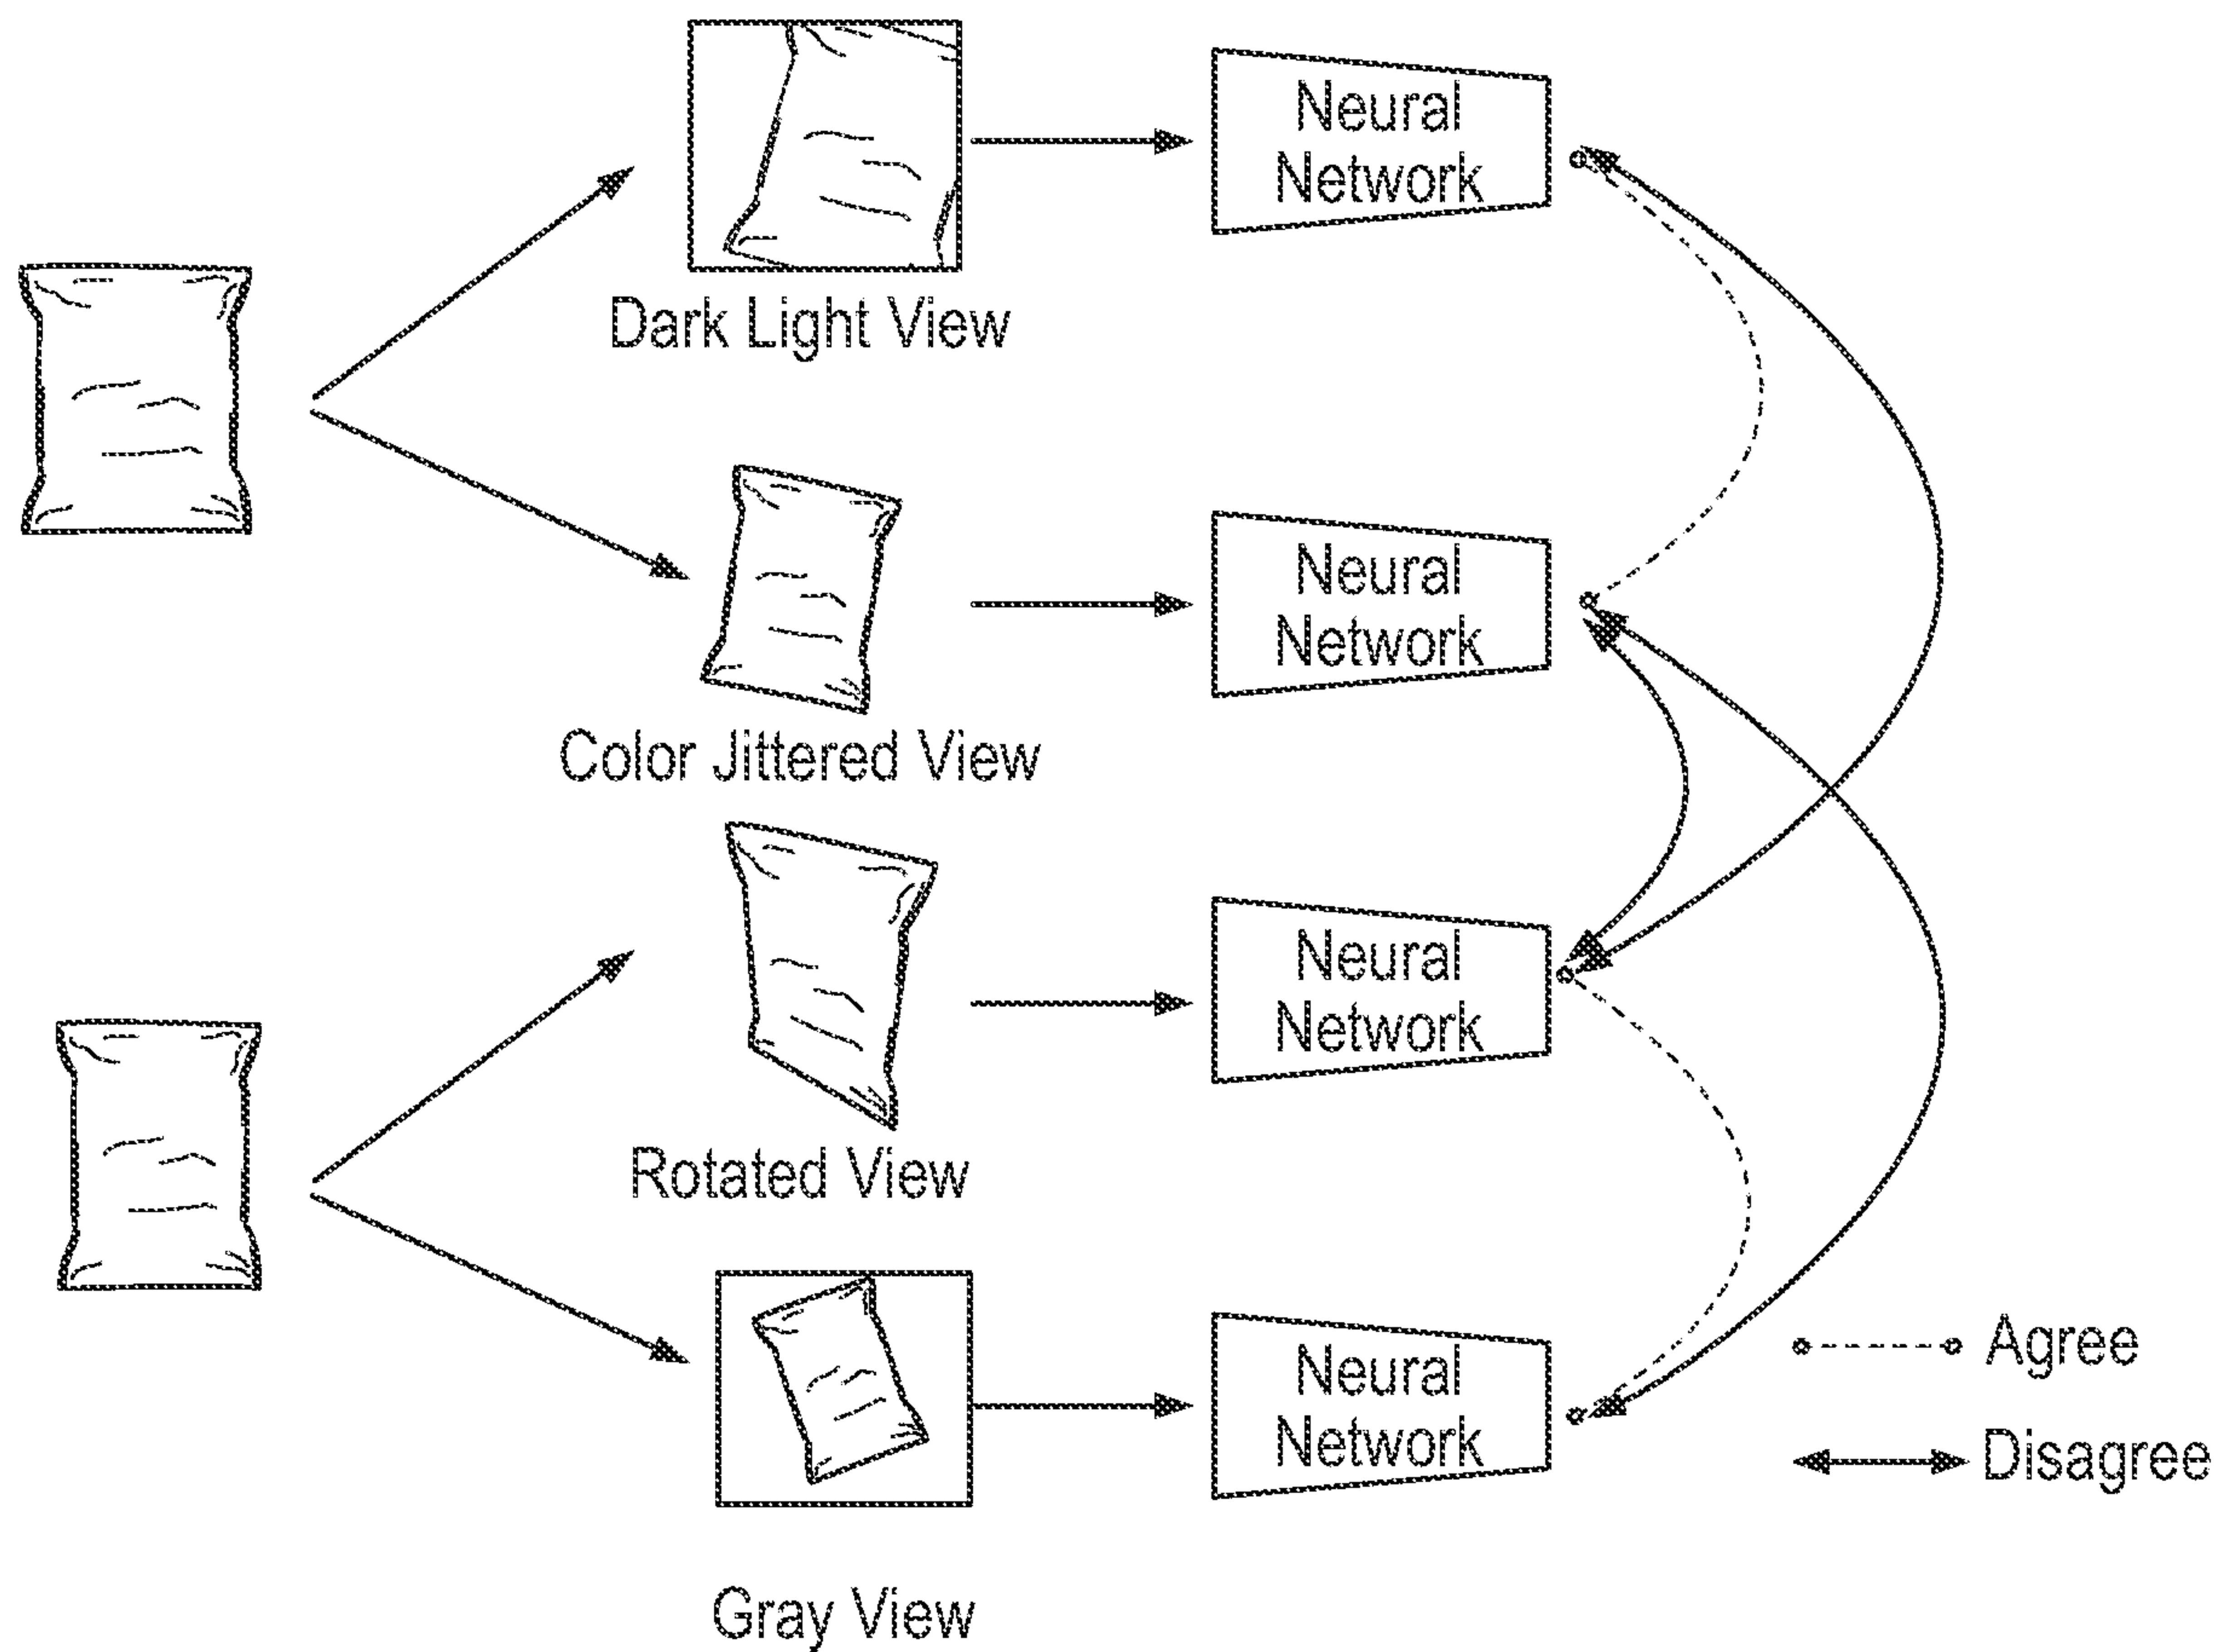 Neural
Network
Dark Light View
Neural
Network
Color Jittered View
Neural
Network
Rotated View
Neural
Network
Agree
Disagree
Gray View